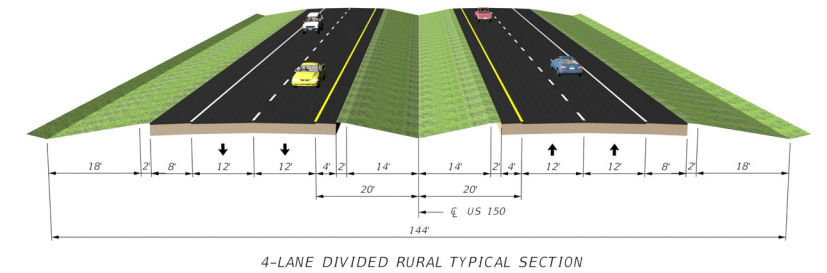 18' 2' 8' 12' 12' 4' 2' 14' 14' 2' 4' 12' 12' 8' 2' 18'
20' 20'
℄ US 150
144'
4-LANE DIVIDED RURAL TYPICAL SECTION